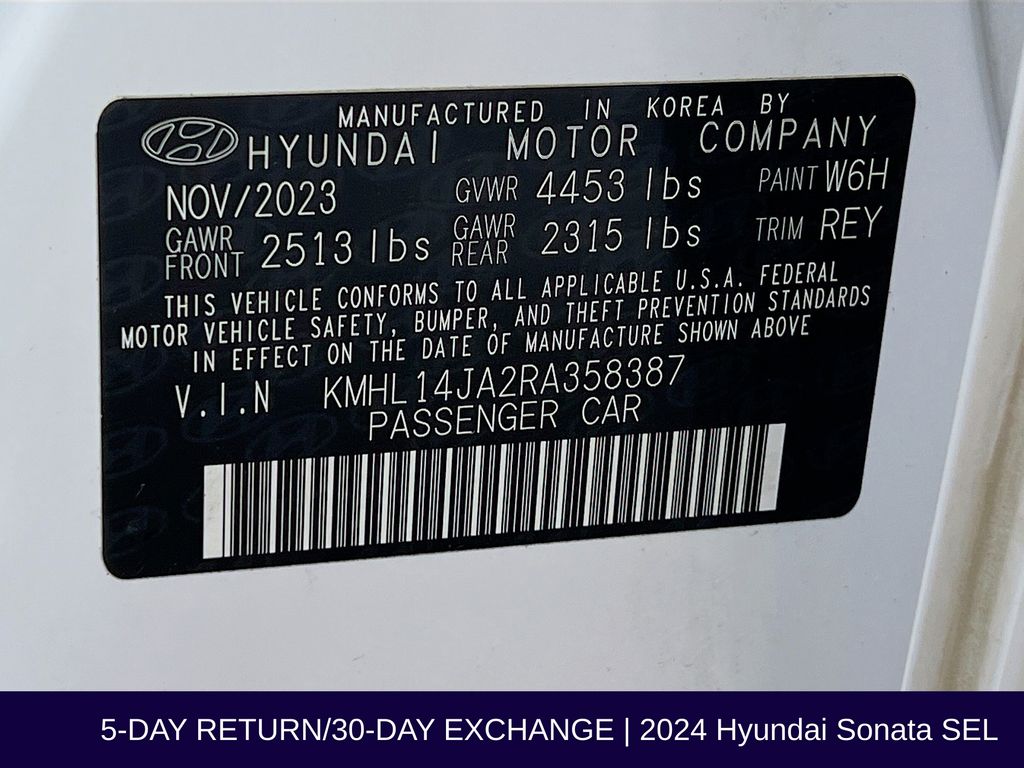 MANUFACTURED IN KOREA BY
HYUNDAI MOTOR COMPANY
NOV/2023 GVWR 4453 lbs PAINT W6H
GAWR FRONT 2513 lbs GAWR REAR 2315 lbs TRIM REY
THIS VEHICLE CONFORMS TO ALL APPLICABLE U.S.A. FEDERAL
MOTOR VEHICLE SAFETY, BUMPER, AND THEFT PREVENTION STANDARDS
IN EFFECT ON THE DATE OF MANUFACTURE SHOWN ABOVE
V.I.N KMHL14JA2RA358387
PASSENGER CAR
5-DAY RETURN/30-DAY EXCHANGE | 2024 Hyundai Sonata SEL